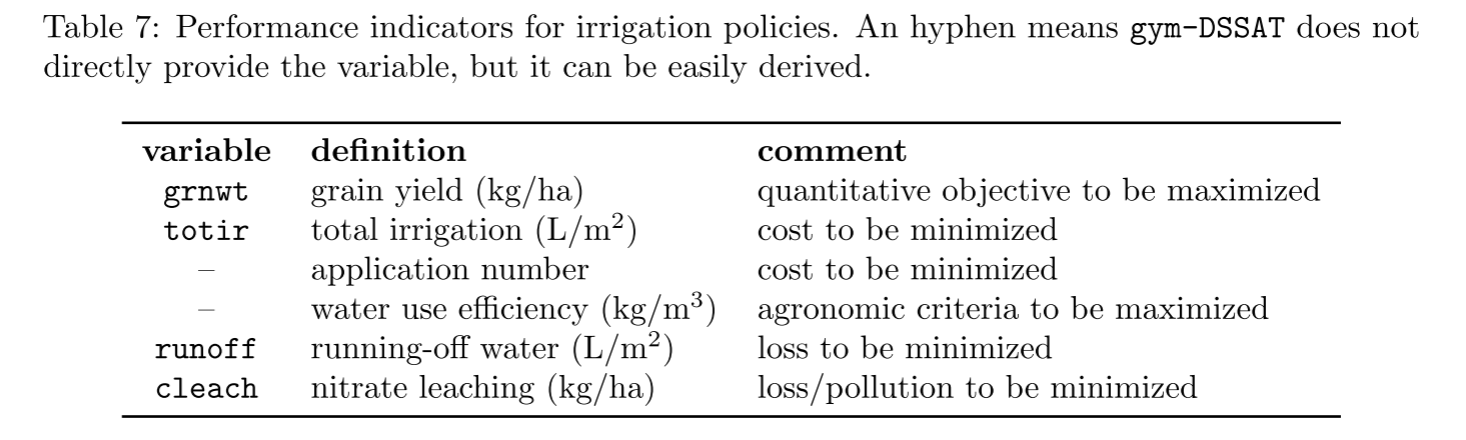 Table 7: Performance indicators for irrigation policies. An hyphen means gym-DSSAT does not
directly provide the variable, but it can be easily derived.
variable definition comment
grnwt grain yield (kg/ha) quantitative objective to be maximized
totir total irrigation (L/m²) cost to be minimized
– application number cost to be minimized
– water use efficiency (kg/m³) agronomic criteria to be maximized
runoff running-off water (L/m²) loss to be minimized
cleach nitrate leaching (kg/ha) loss/pollution to be minimized